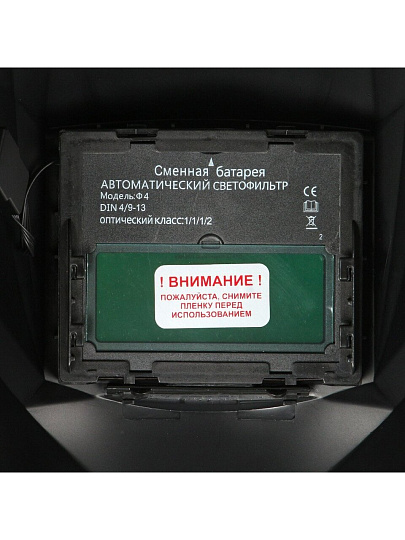 Сменная батарея
АВТОМАТИЧЕСКИЙ СВЕТОФИЛЬТР
Модель:Ф4
DIN 4/9-13
оптический класс:1/1/1/2
CE
2
! ВНИМАНИЕ !
ПОЖАЛУЙСТА, СНИМИТЕ
ПЛЕНКУ ПЕРЕД
ИСПОЛЬЗОВАНИЕМ